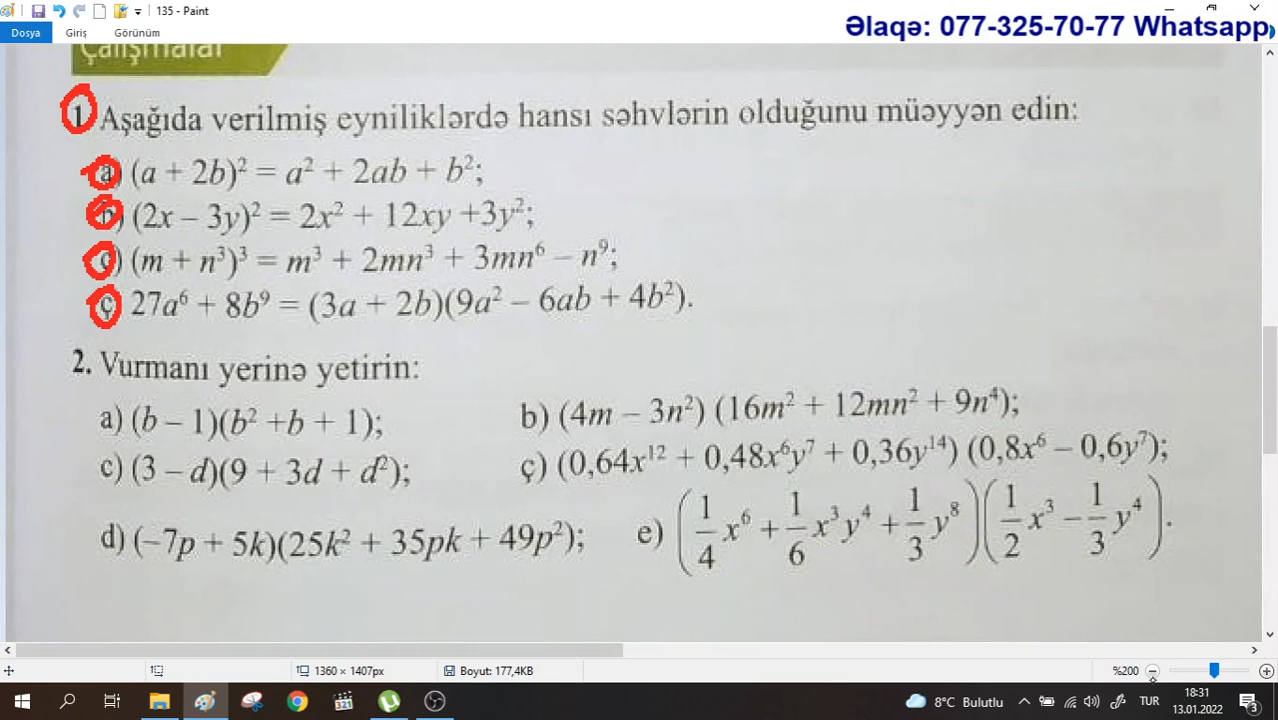 135 - Paint
Əlaqə: 077-325-70-77 Whatsapp
Dosya Giriş Görünüm
Çalışmalar
1. Aşağıda verilmiş eyniliklərdə hansı səhvlərin olduğunu müəyyən edin:
a) (a + 2b)² = a² + 2ab + b²;
b) (2x – 3y)² = 2x² + 12xy +3y²;
c) (m + n³)³ = m³ + 2mn³ + 3mn⁶ – n⁹;
ç) 27a⁶ + 8b⁹ = (3a + 2b)(9a² – 6ab + 4b²).
2. Vurmanı yerinə yetirin:
a) (b – 1)(b² +b + 1); b) (4m – 3n²) (16m² + 12mn² + 9n⁴);
c) (3 – d)(9 + 3d + d²); ç) (0,64x¹² + 0,48x⁶y⁷ + 0,36y¹⁴) (0,8x⁶ – 0,6y⁷);
d) (–7p + 5k)(25k² + 35pk + 49p²); e) (1/4 x⁶ + 1/6 x³y⁴ + 1/3 y⁸)(1/2 x³ – 1/3 y⁴).
1360 × 1407px Boyut: 177,4KB %200
8°C Bulutlu TUR 18:31
13.01.2022 3